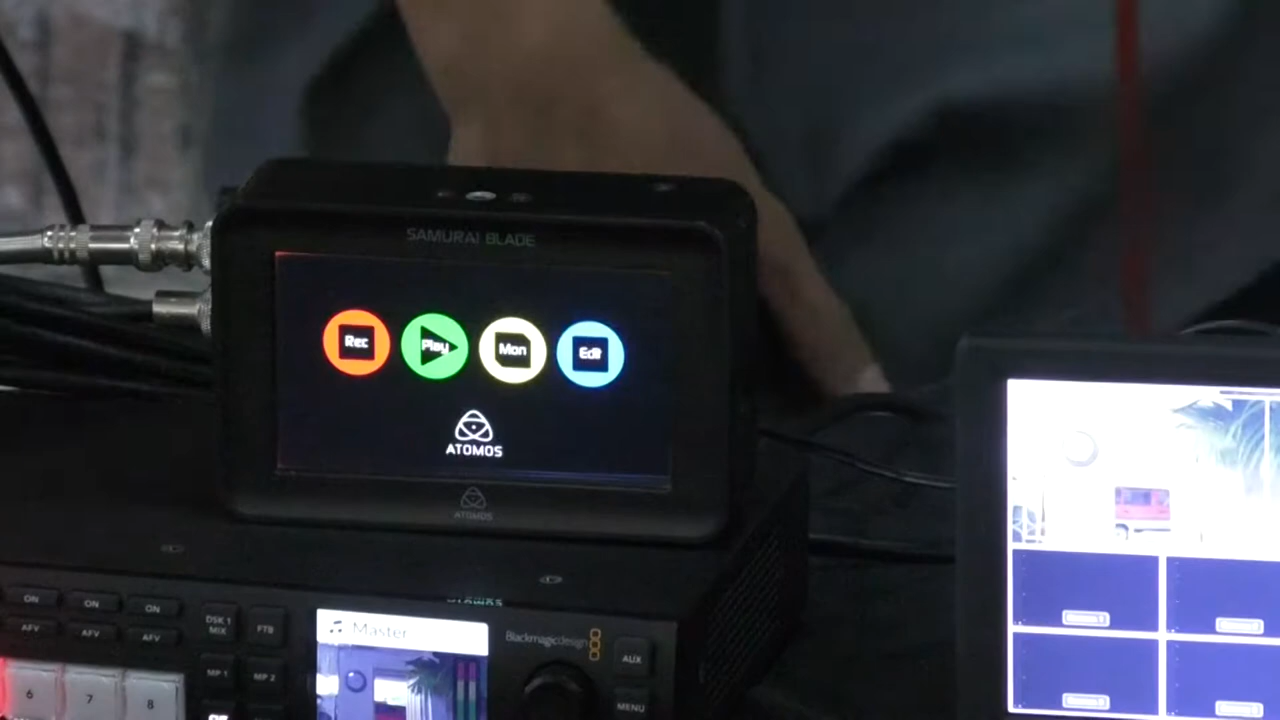 SAMURAI BLADE
Rec Play Mon Edit
ATOMOS
ATOMOS
ON ON ON
AFV AFV AFV
DSK 1 MIX FTB
Master
Blackmagicdesign
AUX
MP 1 MP 2
MENU
6 7 8